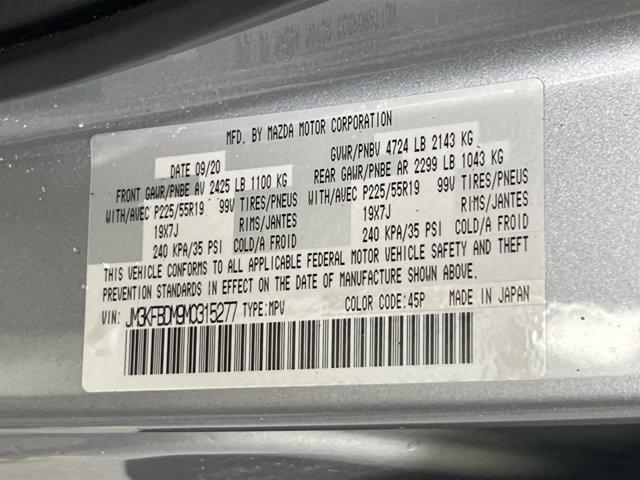 MFD. BY MAZDA MOTOR CORPORATION
DATE 09/20 GVWR/PNBV 4724 LB 2143 KG
FRONT GAWR/PNBE AV 2425 LB 1100 KG REAR GAWR/PNBE AR 2299 LB 1043 KG
WITH/AVEC P225/55R19 99V TIRES/PNEUS WITH/AVEC P225/55R19 99V TIRES/PNEUS
19X7J RIMS/JANTES 19X7J RIMS/JANTES
240 KPA/35 PSI COLD/A FROID 240 KPA/35 PSI COLD/A FROID
THIS VEHICLE CONFORMS TO ALL APPLICABLE FEDERAL MOTOR VEHICLE SAFETY AND THEFT
PREVENTION STANDARDS IN EFFECT ON THE DATE OF MANUFACTURE SHOWN ABOVE.
VIN: JM3KFBDM9M0315277 TYPE:MPV COLOR CODE:45P MADE IN JAPAN